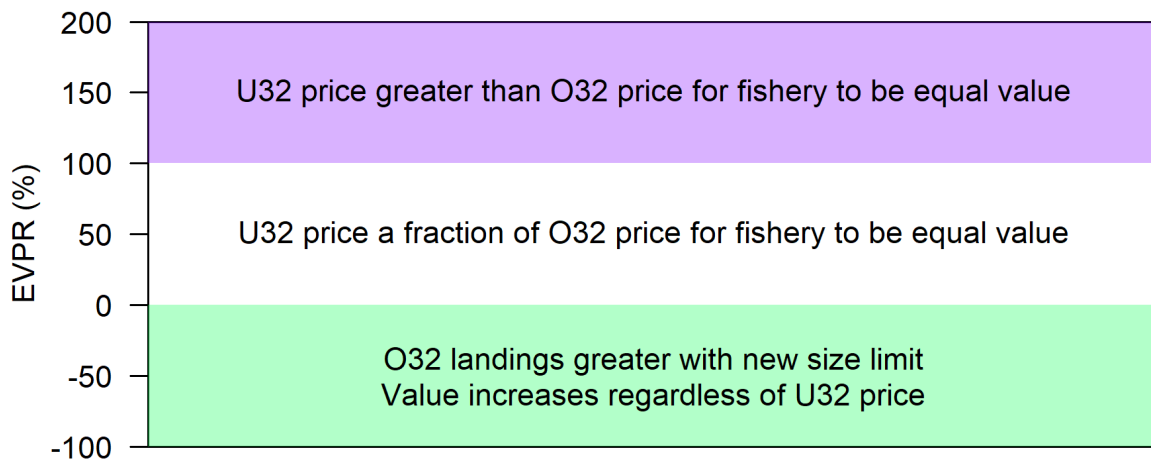 200
150
100
50
0
-50
-100
EVPR (%)
U32 price greater than O32 price for fishery to be equal value
U32 price a fraction of O32 price for fishery to be equal value
O32 landings greater with new size limit
Value increases regardless of U32 price